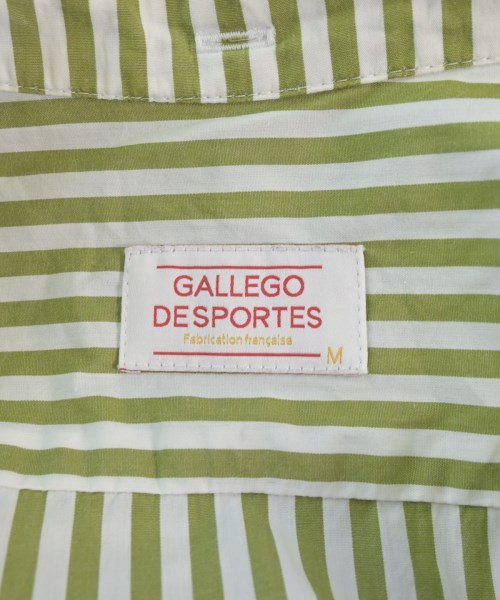 GALLEGO
DESPORTES
Fabrication française
M